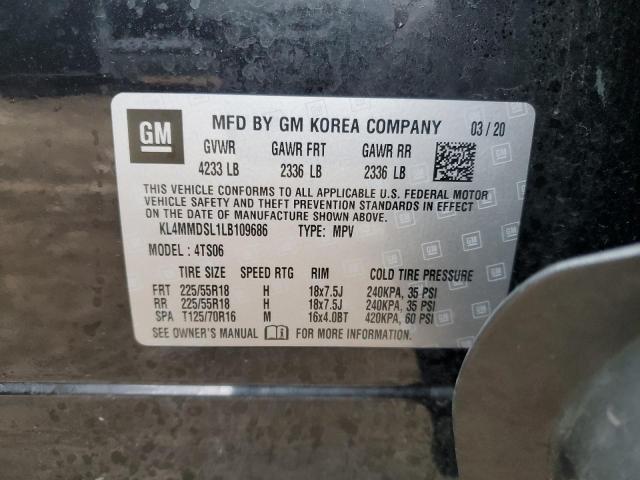 GM
MFD BY GM KOREA COMPANY 03/20
GVWR GAWR FRT GAWR RR
4233 LB 2336 LB 2336 LB
THIS VEHICLE CONFORMS TO ALL APPLICABLE U.S. FEDERAL MOTOR
VEHICLE SAFETY AND THEFT PREVENTION STANDARDS IN EFFECT ON
THE DATE OF MANUFACTURE SHOWN ABOVE.
KL4MMDSL1LB109686 TYPE: MPV
MODEL: 4TS06
TIRE SIZE SPEED RTG RIM COLD TIRE PRESSURE
FRT 225/55R18 H 18x7.5J 240KPA, 35 PSI
RR 225/55R18 H 18x7.5J 240KPA, 35 PSI
SPA T125/70R16 M 16x4.0BT 420KPA, 60 PSI
SEE OWNER'S MANUAL FOR MORE INFORMATION.